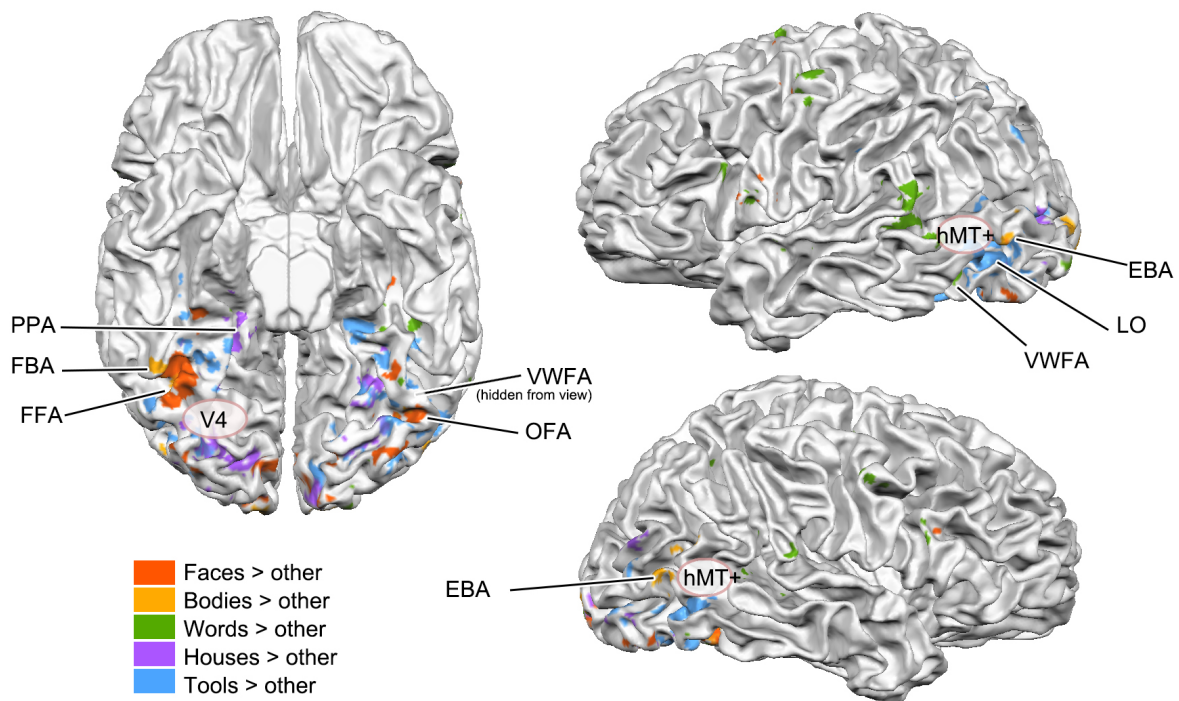 PPA
FBA
FFA
V4
VWFA
(hidden from view)
OFA
hMT+
EBA
LO
VWFA
EBA
hMT+
Faces > other
Bodies > other
Words > other
Houses > other
Tools > other